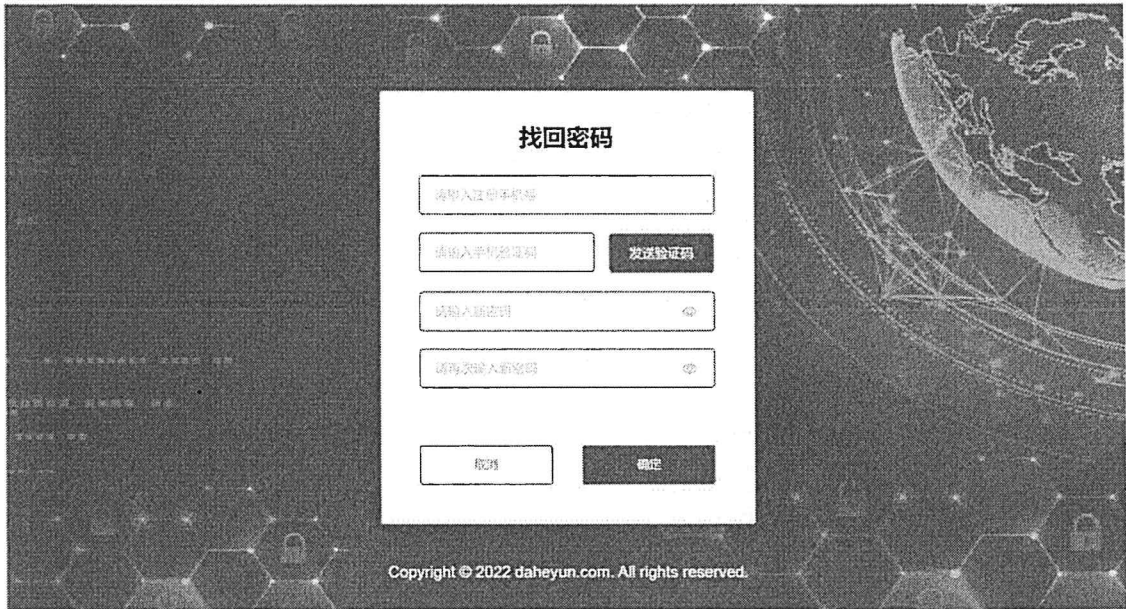 找回密码
请输入注册手机号
请输入手机验证码
发送验证码
请输入新密码
请再次输入新密码
取消
确定
Copyright © 2022 daheyun.com. All rights reserved.